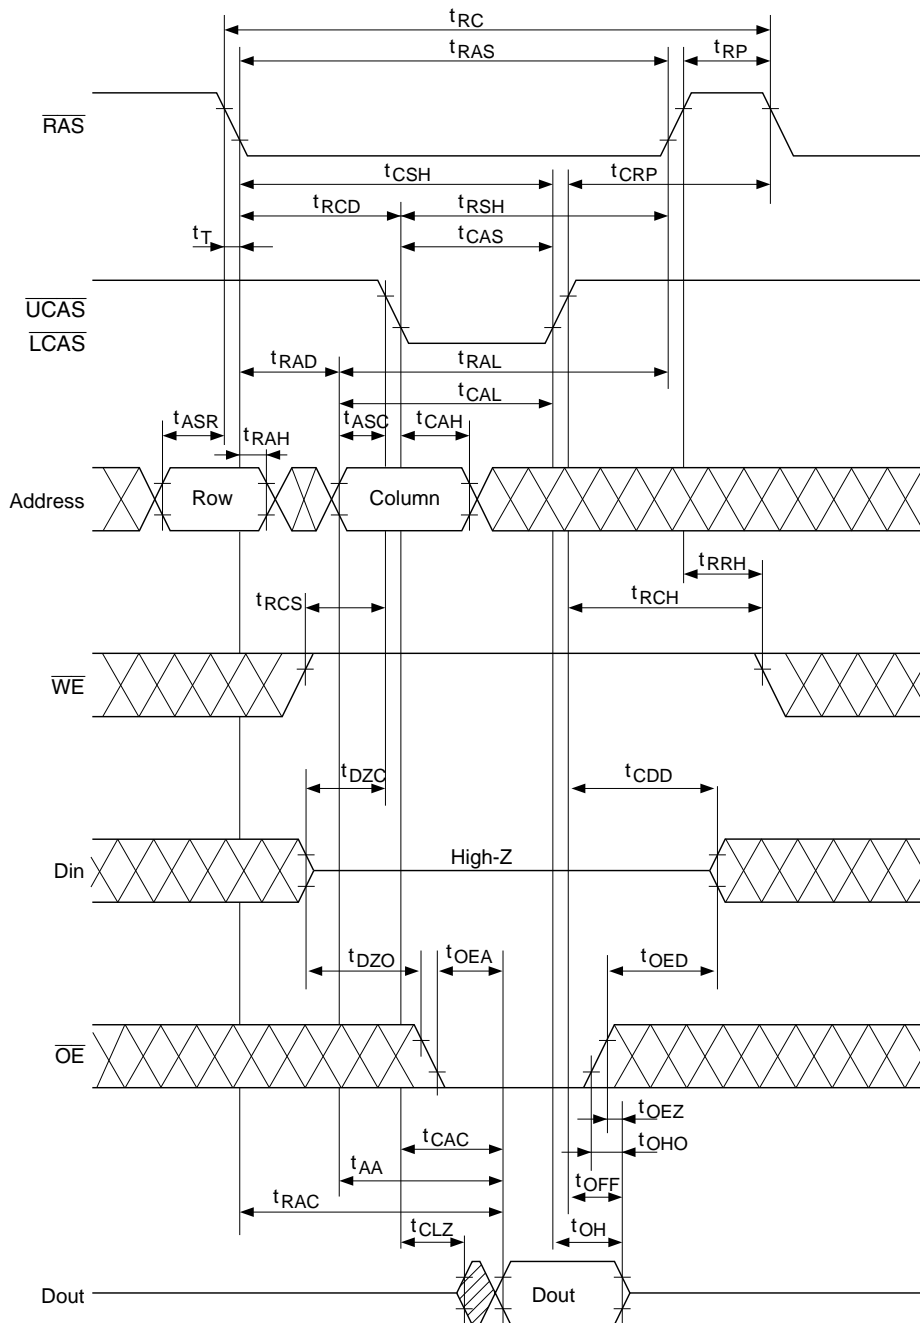 tRC
tRAS
tRP
RAS
tCSH
tCRP
tRCD
tRSH
tT
tCAS
UCAS
LCAS
tRAD
tRAL
tCAL
tASR
tASC
tCAH
tRAH
Address
Row
Column
tRRH
tRCS
tRCH
WE
tDZC
tCDD
High-Z
Din
tDZO
tOEA
tOED
OE
tOEZ
tCAC
tOHO
tAA
tOFF
tRAC
tCLZ
tOH
Dout
Dout